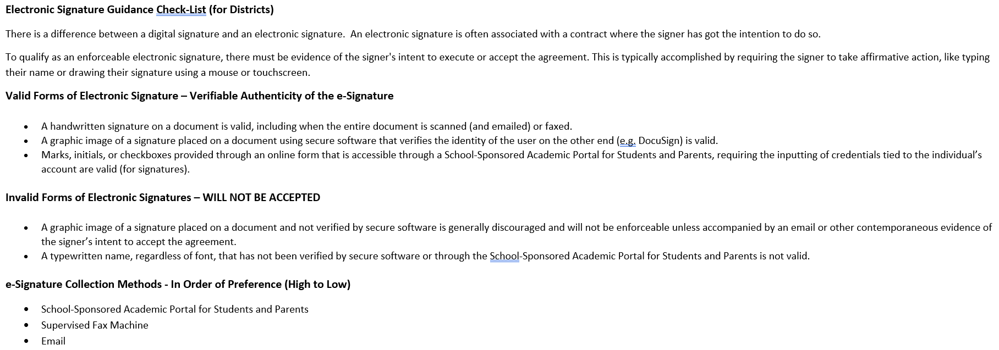 Electronic Signature Guidance Check-List (for Districts)
There is a difference between a digital signature and an electronic signature.  An electronic signature is often associated with a contract where the signer has got the intention to do so.
To qualify as an enforceable electronic signature, there must be evidence of the signer's intent to execute or accept the agreement. This is typically accomplished by requiring the signer to take affirmative action, like typing
their name or drawing their signature using a mouse or touchscreen.
Valid Forms of Electronic Signature – Verifiable Authenticity of the e-Signature
• A handwritten signature on a document is valid, including when the entire document is scanned (and emailed) or faxed.
• A graphic image of a signature placed on a document using secure software that verifies the identity of the user on the other end (e.g. DocuSign) is valid.
• Marks, initials, or checkboxes provided through an online form that is accessible through a School-Sponsored Academic Portal for Students and Parents, requiring the inputting of credentials tied to the individual’s
account are valid (for signatures).
Invalid Forms of Electronic Signatures – WILL NOT BE ACCEPTED
• A graphic image of a signature placed on a document and not verified by secure software is generally discouraged and will not be enforceable unless accompanied by an email or other contemporaneous evidence of
the signer’s intent to accept the agreement.
• A typewritten name, regardless of font, that has not been verified by secure software or through the School-Sponsored Academic Portal for Students and Parents is not valid.
e-Signature Collection Methods - In Order of Preference (High to Low)
• School-Sponsored Academic Portal for Students and Parents
• Supervised Fax Machine
• Email